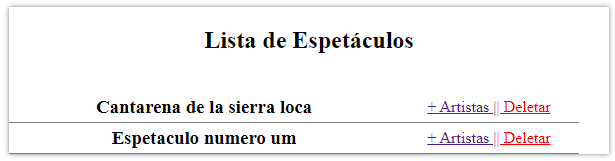 Lista de Espetáculos
Cantarena de la sierra loca + Artistas || Deletar
Espetaculo numero um + Artistas || Deletar